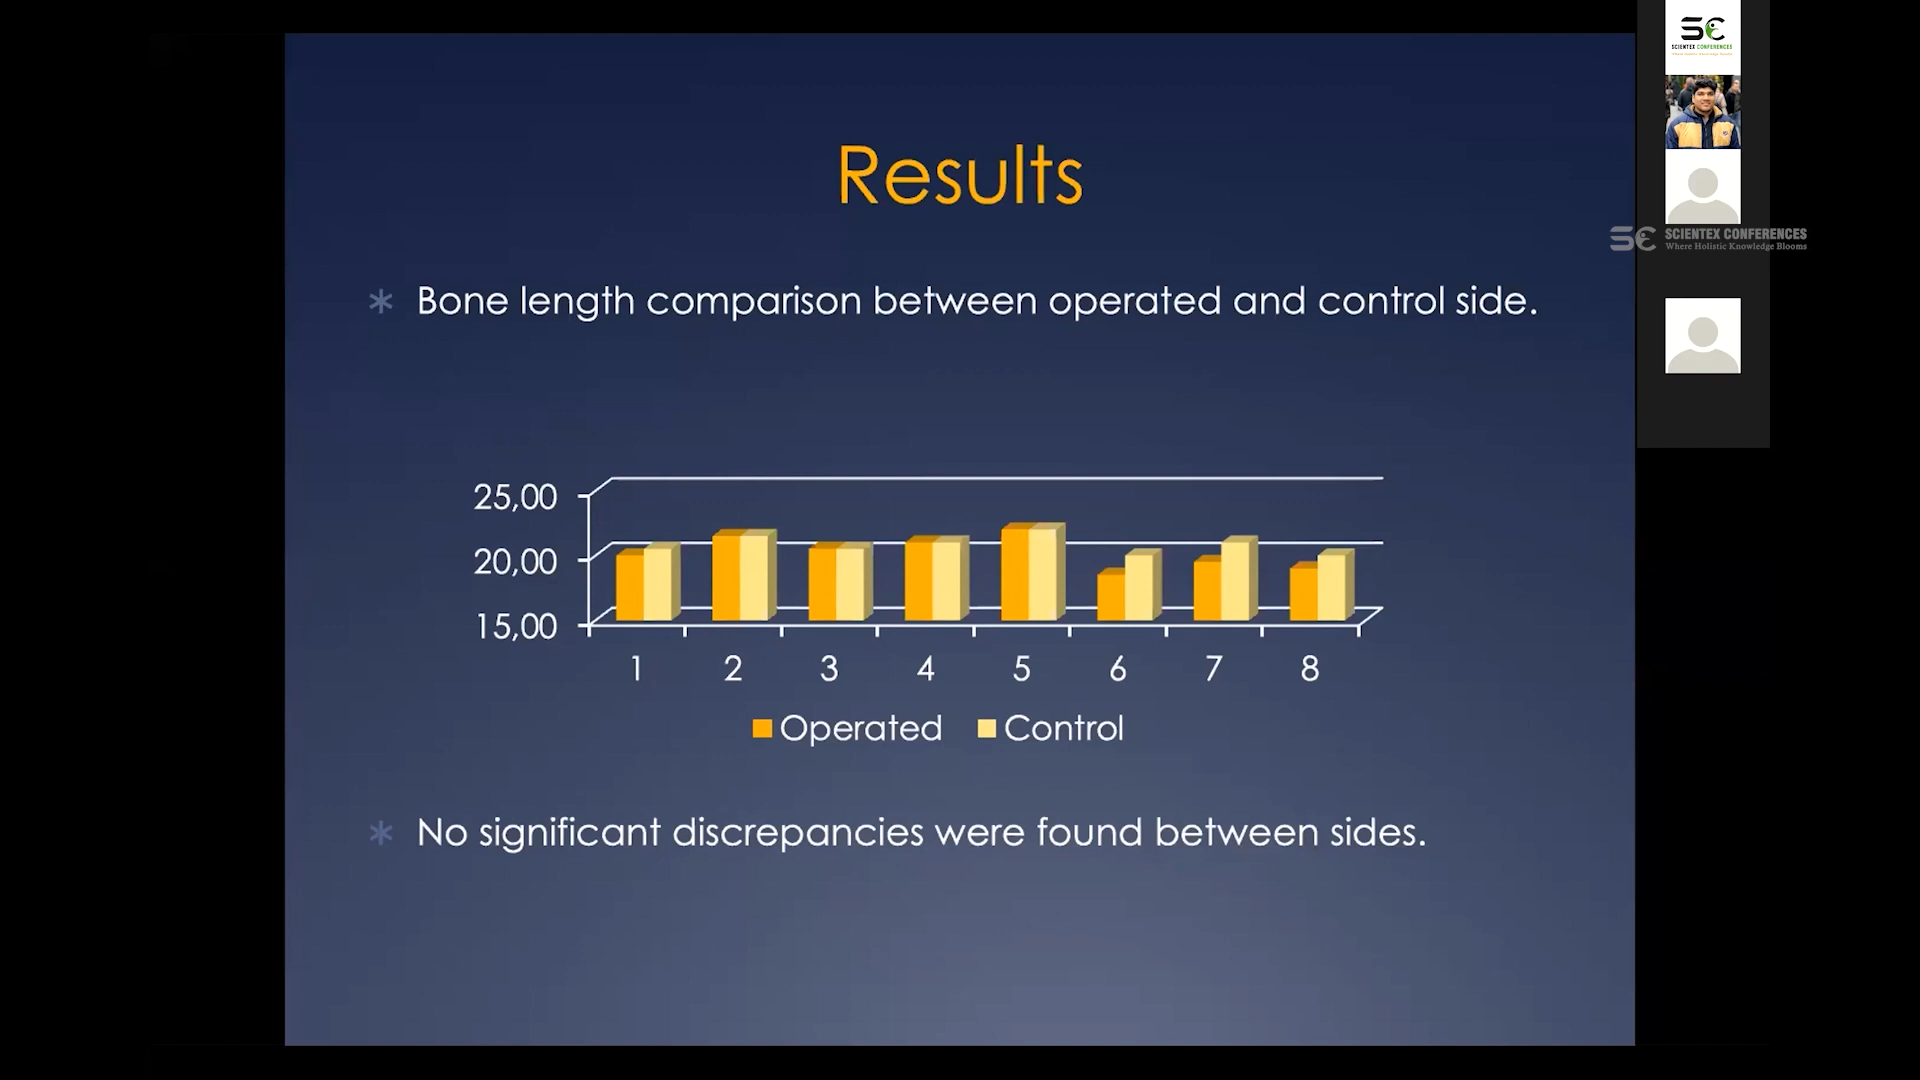 SCIENTEX CONFERENCES
Results
SCIENTEX CONFERENCES
Where Holistic Knowledge Blooms
Bone length comparison between operated and control side.
25,00
20,00
15,00
1 2 3 4 5 6 7 8
Operated Control
No significant discrepancies were found between sides.